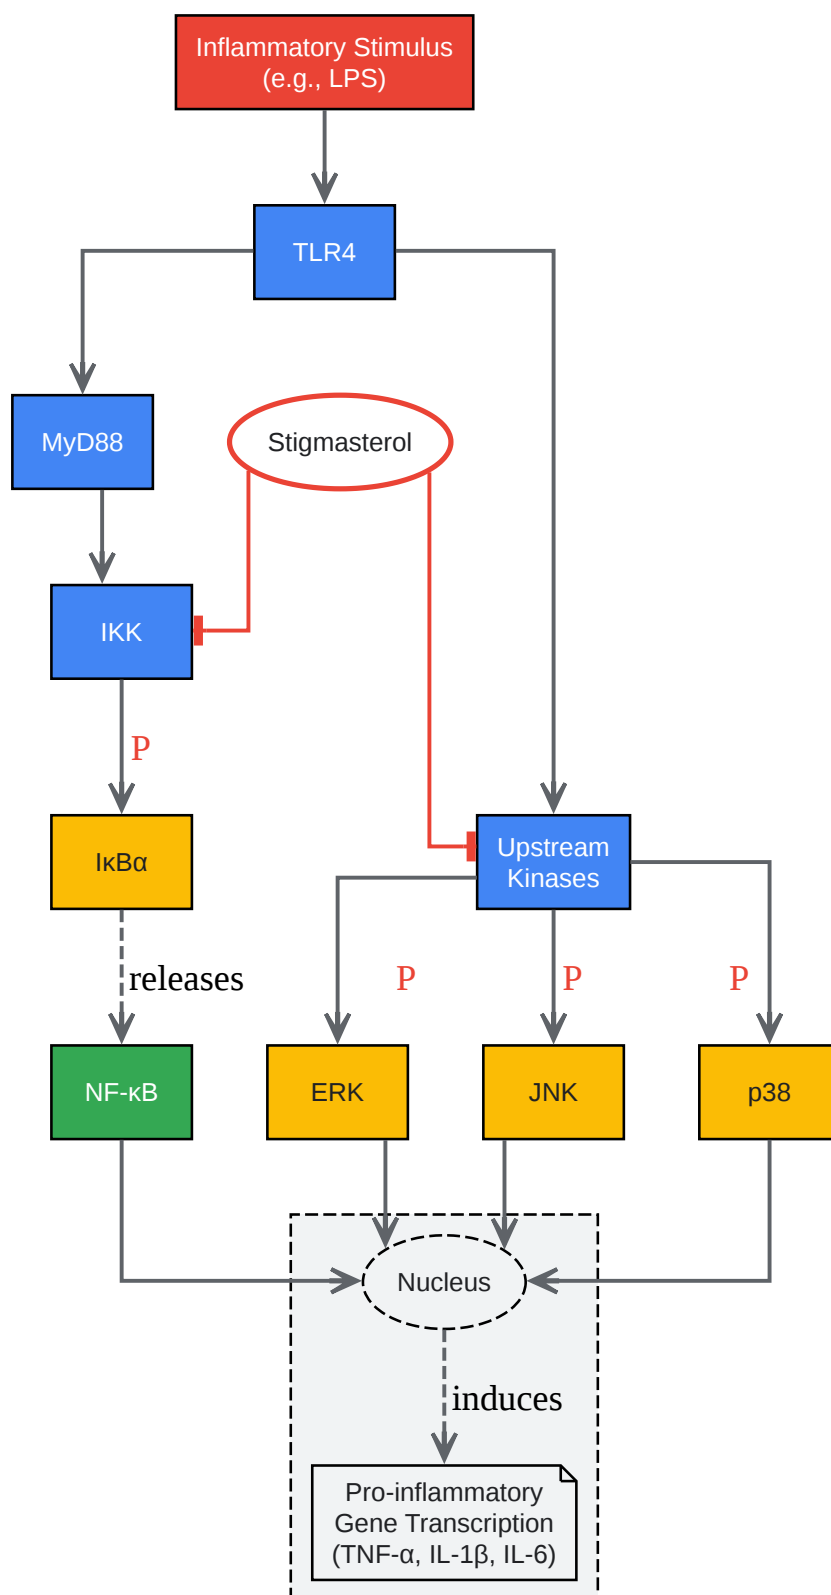 Inflammatory Stimulus
(e.g., LPS)
TLR4
MyD88
Stigmasterol
IKK
P
IκBα
Upstream
Kinases
releases
P
P
P
NF-κB
ERK
JNK
p38
Nucleus
induces
Pro-inflammatory
Gene Transcription
(TNF-α, IL-1β, IL-6)